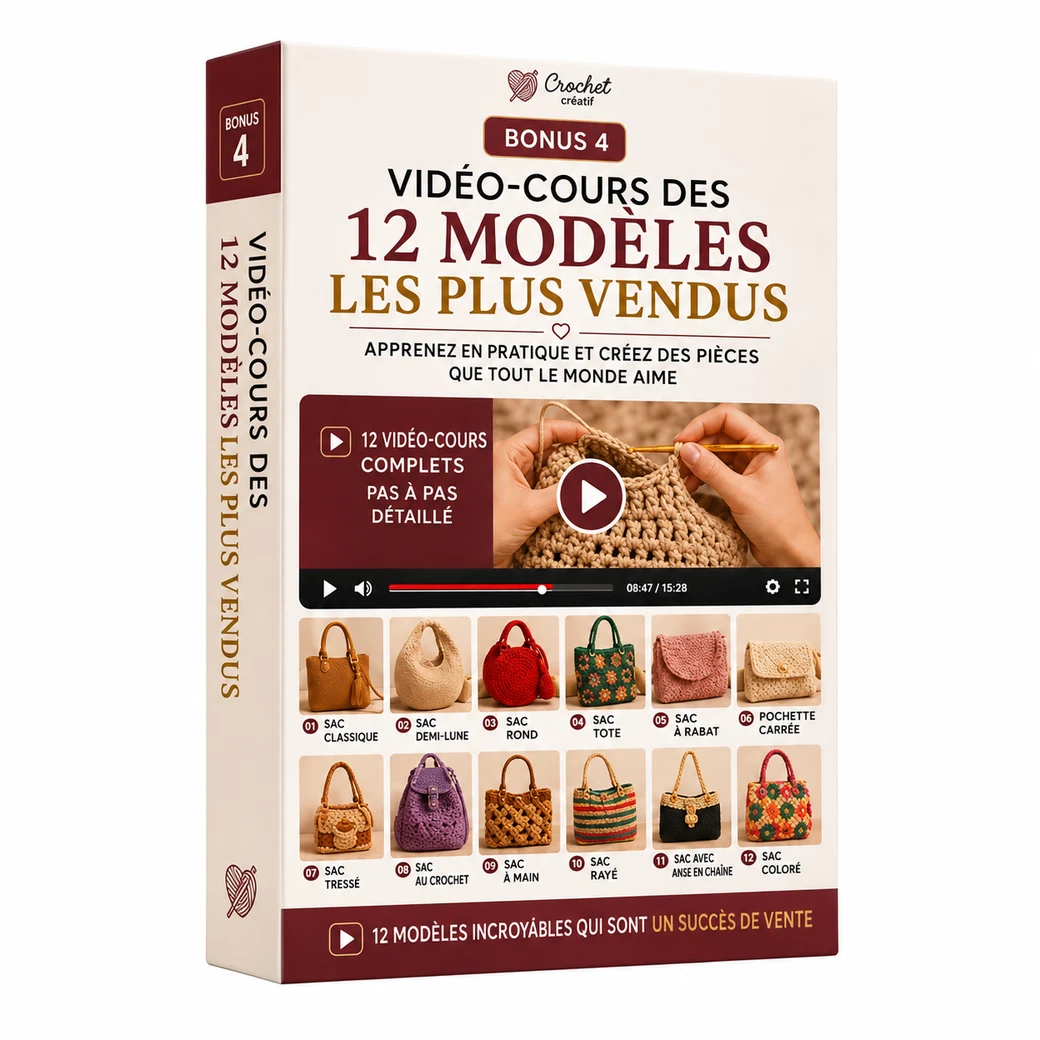 BONUS
4
VIDÉO-COURS DES
12 MODÈLES LES PLUS VENDUS
Crochet
créatif
BONUS 4
VIDÉO-COURS DES
12 MODÈLES
LES PLUS VENDUS
APPRENEZ EN PRATIQUE ET CRÉEZ DES PIÈCES
QUE TOUT LE MONDE AIME
12 VIDÉO-COURS
COMPLETS
PAS À PAS
DÉTAILLÉ
08:47 / 15:28
01 SAC
CLASSIQUE
02 SAC
DEMI-LUNE
03 SAC
ROND
04 SAC
TOTE
05 SAC
À RABAT
06 POCHETTE
CARRÉE
07 SAC
TRESSÉ
08 SAC
AU CROCHET
09 SAC
À MAIN
10 SAC
RAYÉ
11 SAC AVEC
ANSE EN CHAÎNE
12 SAC
COLORÉ
12 MODÈLES INCROYÁBLES QUI SONT UN SUCCÈS DE VENTE